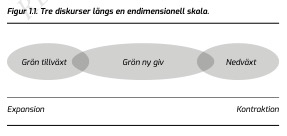 Figur 1.1. Tre diskurser längs en endimensionell skala.
Grön tillväxt Grön ny giv Nedväxt
Expansion Kontraktion